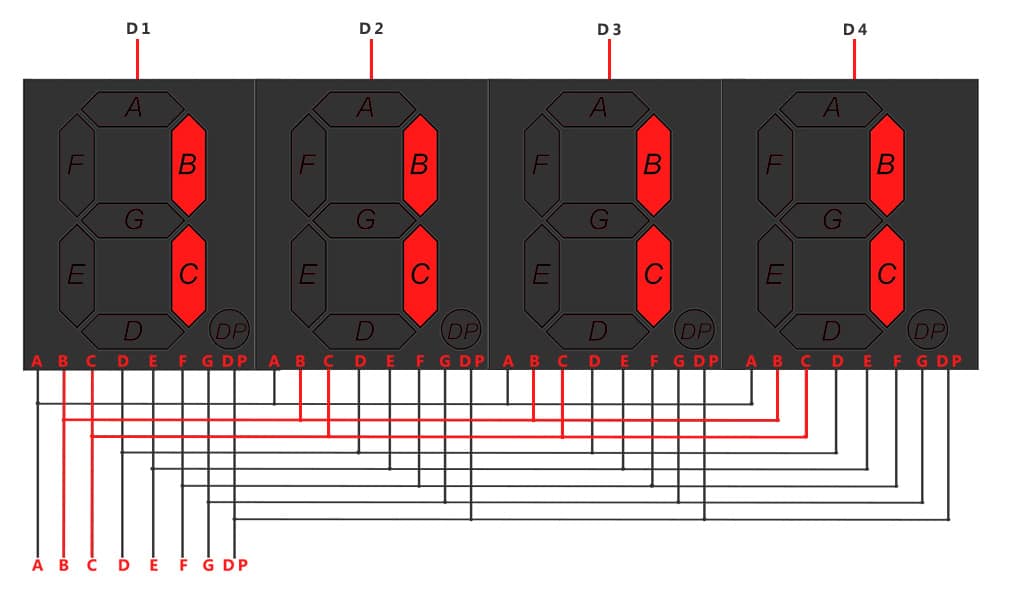 D1 D2 D3 D4
A A A A
F B F B F B F B
G G G G
E C E C E C E C
D DP D DP D DP D DP
A B C D E F G DP A B C D E F G DP A B C D E F G DP A B C D E F G DP
A B C D E F G DP